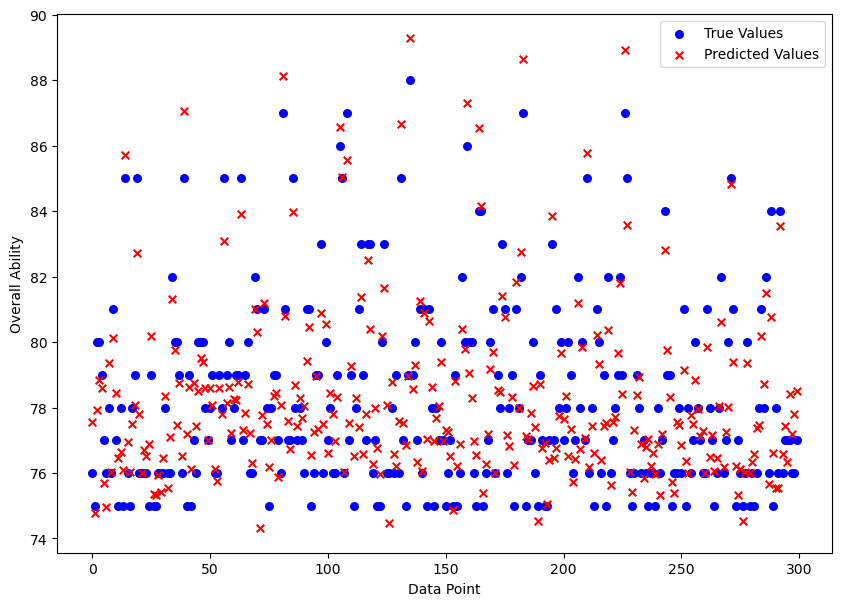 90
88
86
84
82
80
78
76
74
Overall Ability
True Values
Predicted Values
0 50 100 150 200 250 300
Data Point